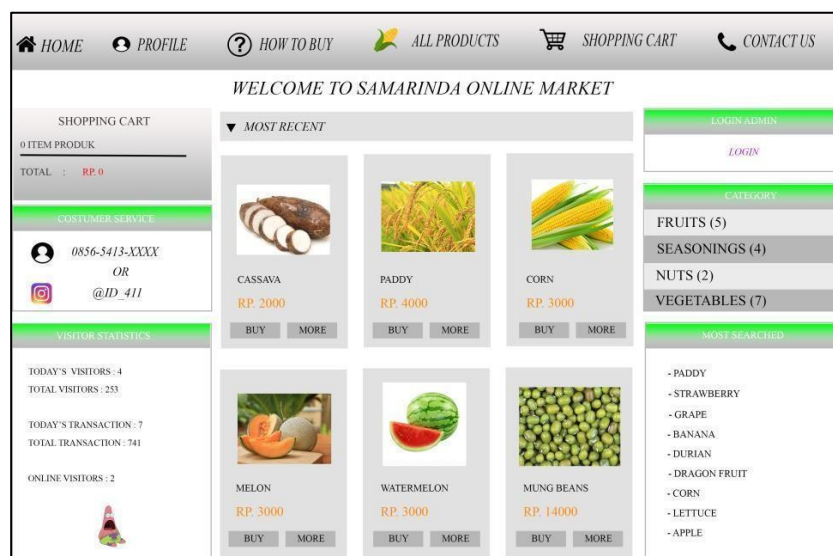 HOME PROFILE HOW TO BUY ALL PRODUCTS SHOPPING CART CONTACT US
WELCOME TO SAMARINDA ONLINE MARKET
SHOPPING CART
0 ITEM PRODUK
TOTAL : RP. 0
COSTUMER SERVICE
0856-5413-XXXX
OR
@ID_411
VISITOR STATISTICS
TODAY'S VISITORS : 4
TOTAL VISITORS : 253
TODAY'S TRANSACTION : 7
TOTAL TRANSACTION : 741
ONLINE VISITORS : 2
MOST RECENT
CASSAVA
RP. 2000
BUY MORE
PADDY
RP. 4000
BUY MORE
CORN
RP. 3000
BUY MORE
MELON
RP. 3000
BUY MORE
WATERMELON
RP. 3000
BUY MORE
MUNG BEANS
RP. 14000
BUY MORE
LOGIN ADMIN
LOGIN
CATEGORY
FRUITS (5)
SEASONINGS (4)
NUTS (2)
VEGETABLES (7)
MOST SEARCHED
- PADDY
- STRAWBERRY
- GRAPE
- BANANA
- DURIAN
- DRAGON FRUIT
- CORN
- LETTUCE
- APPLE